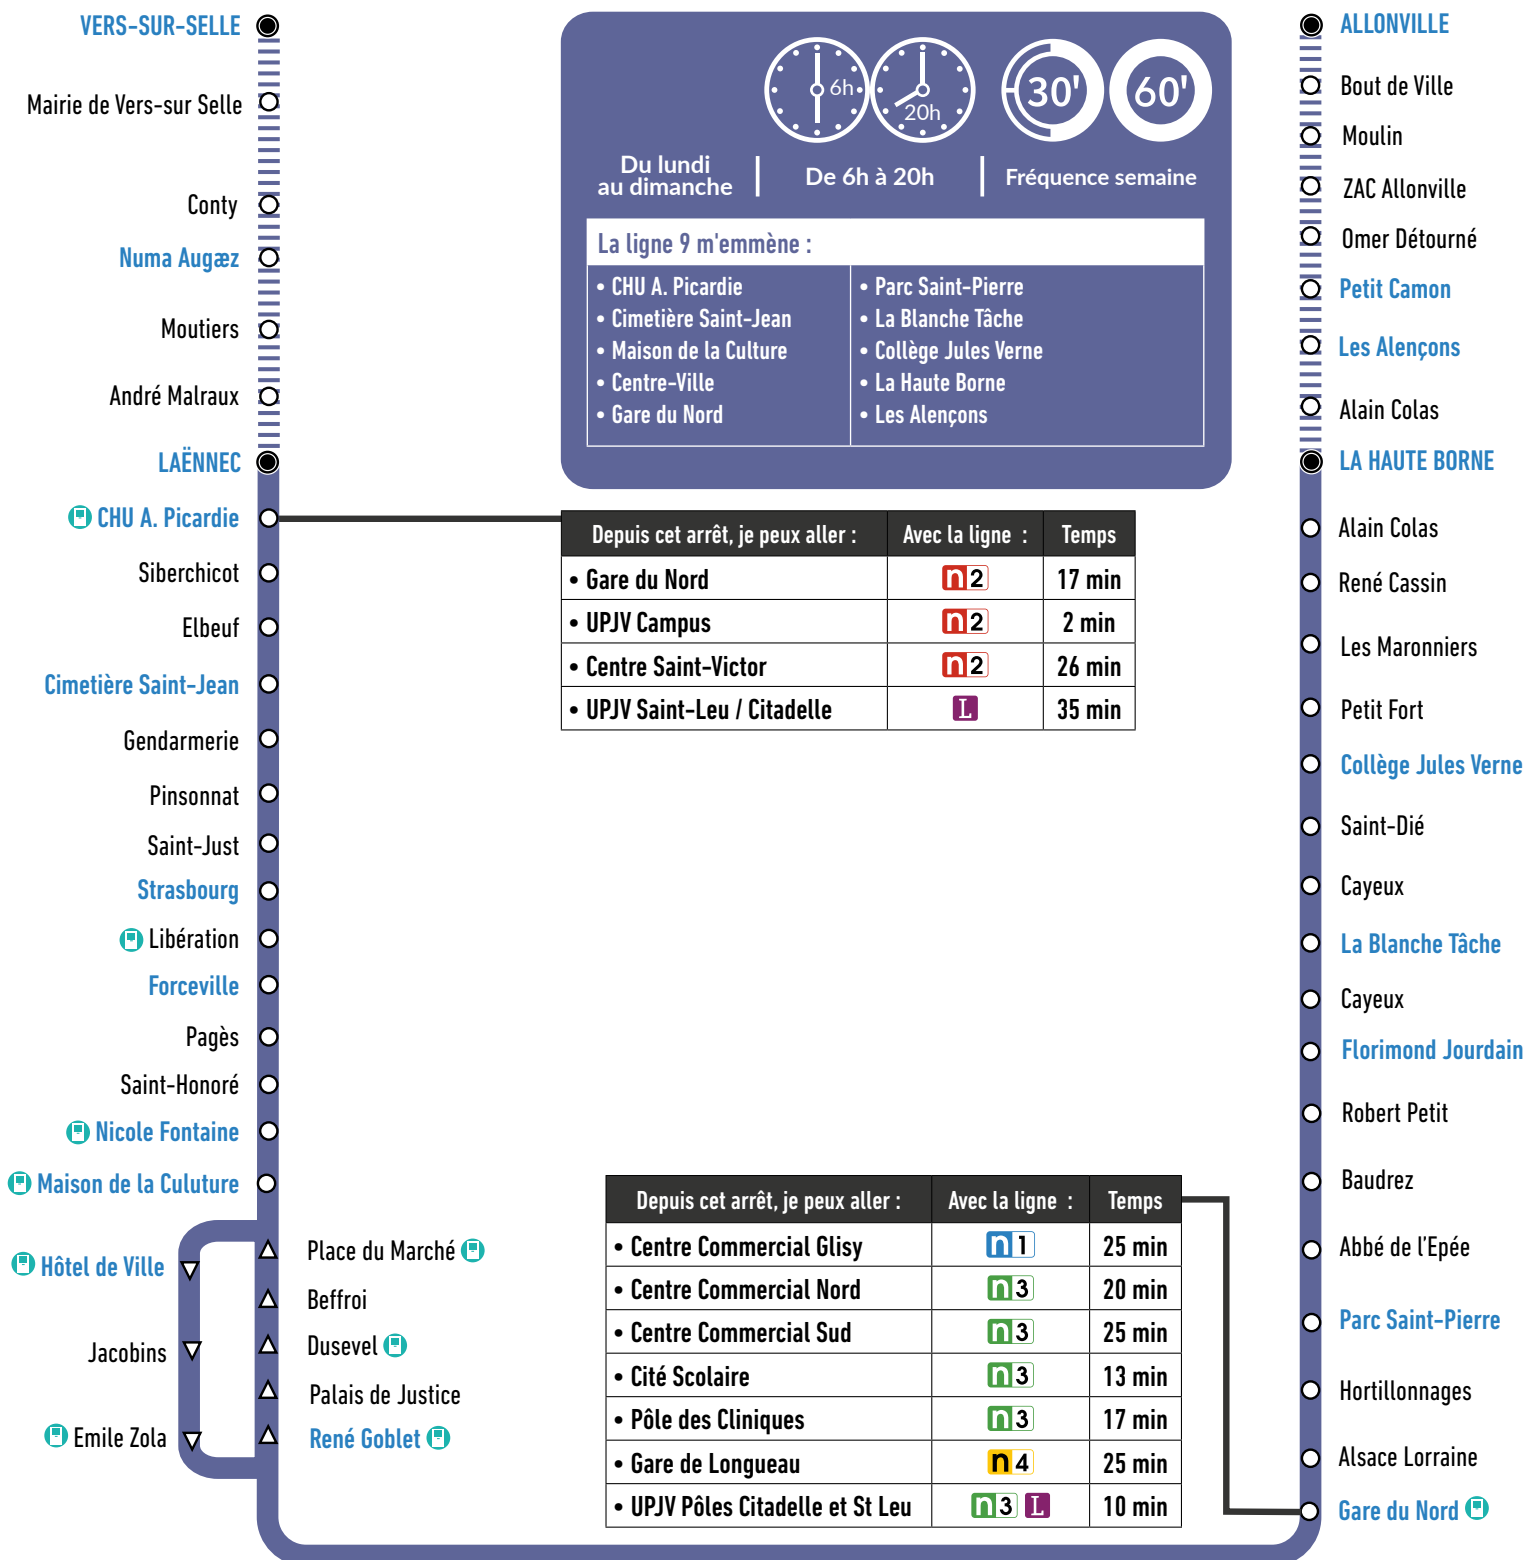 VERS-SUR-SELLE
Mairie de Vers-sur Selle
Conty
Numa Augæz
Moutiers
André Malraux
LAËNNEC
CHU A. Picardie
Siberchicot
Elbeuf
Cimetière Saint-Jean
Gendarmerie
Pinsonnat
Saint-Just
Strasbourg
Libération
Forceville
Pagès
Saint-Honoré
Nicole Fontaine
Maison de la Culuture
Hôtel de Ville
Jacobins
Emile Zola
Place du Marché
Beffroi
Dusevel
Palais de Justice
René Goblet
6h
20h
30'
60'
Du lundi
au dimanche
De 6h à 20h
Fréquence semaine
La ligne 9 m'emmène :
• CHU A. Picardie
• Cimetière Saint-Jean
• Maison de la Culture
• Centre-Ville
• Gare du Nord
• Parc Saint-Pierre
• La Blanche Tâche
• Collège Jules Verne
• La Haute Borne
• Les Alençons
Depuis cet arrêt, je peux aller : Avec la ligne : Temps
• Gare du Nord n2 17 min
• UPJV Campus n2 2 min
• Centre Saint-Victor n2 26 min
• UPJV Saint-Leu / Citadelle L 35 min
Depuis cet arrêt, je peux aller : Avec la ligne : Temps
• Centre Commercial Glisy n1 25 min
• Centre Commercial Nord n3 20 min
• Centre Commercial Sud n3 25 min
• Cité Scolaire n3 13 min
• Pôle des Cliniques n3 17 min
• Gare de Longueau n4 25 min
• UPJV Pôles Citadelle et St Leu n3 L 10 min
ALLONVILLE
Bout de Ville
Moulin
ZAC Allonville
Omer Détourné
Petit Camon
Les Alençons
Alain Colas
LA HAUTE BORNE
Alain Colas
René Cassin
Les Maronniers
Petit Fort
Collège Jules Verne
Saint-Dié
Cayeux
La Blanche Tâche
Cayeux
Florimond Jourdain
Robert Petit
Baudrez
Abbé de l'Epée
Parc Saint-Pierre
Hortillonnages
Alsace Lorraine
Gare du Nord